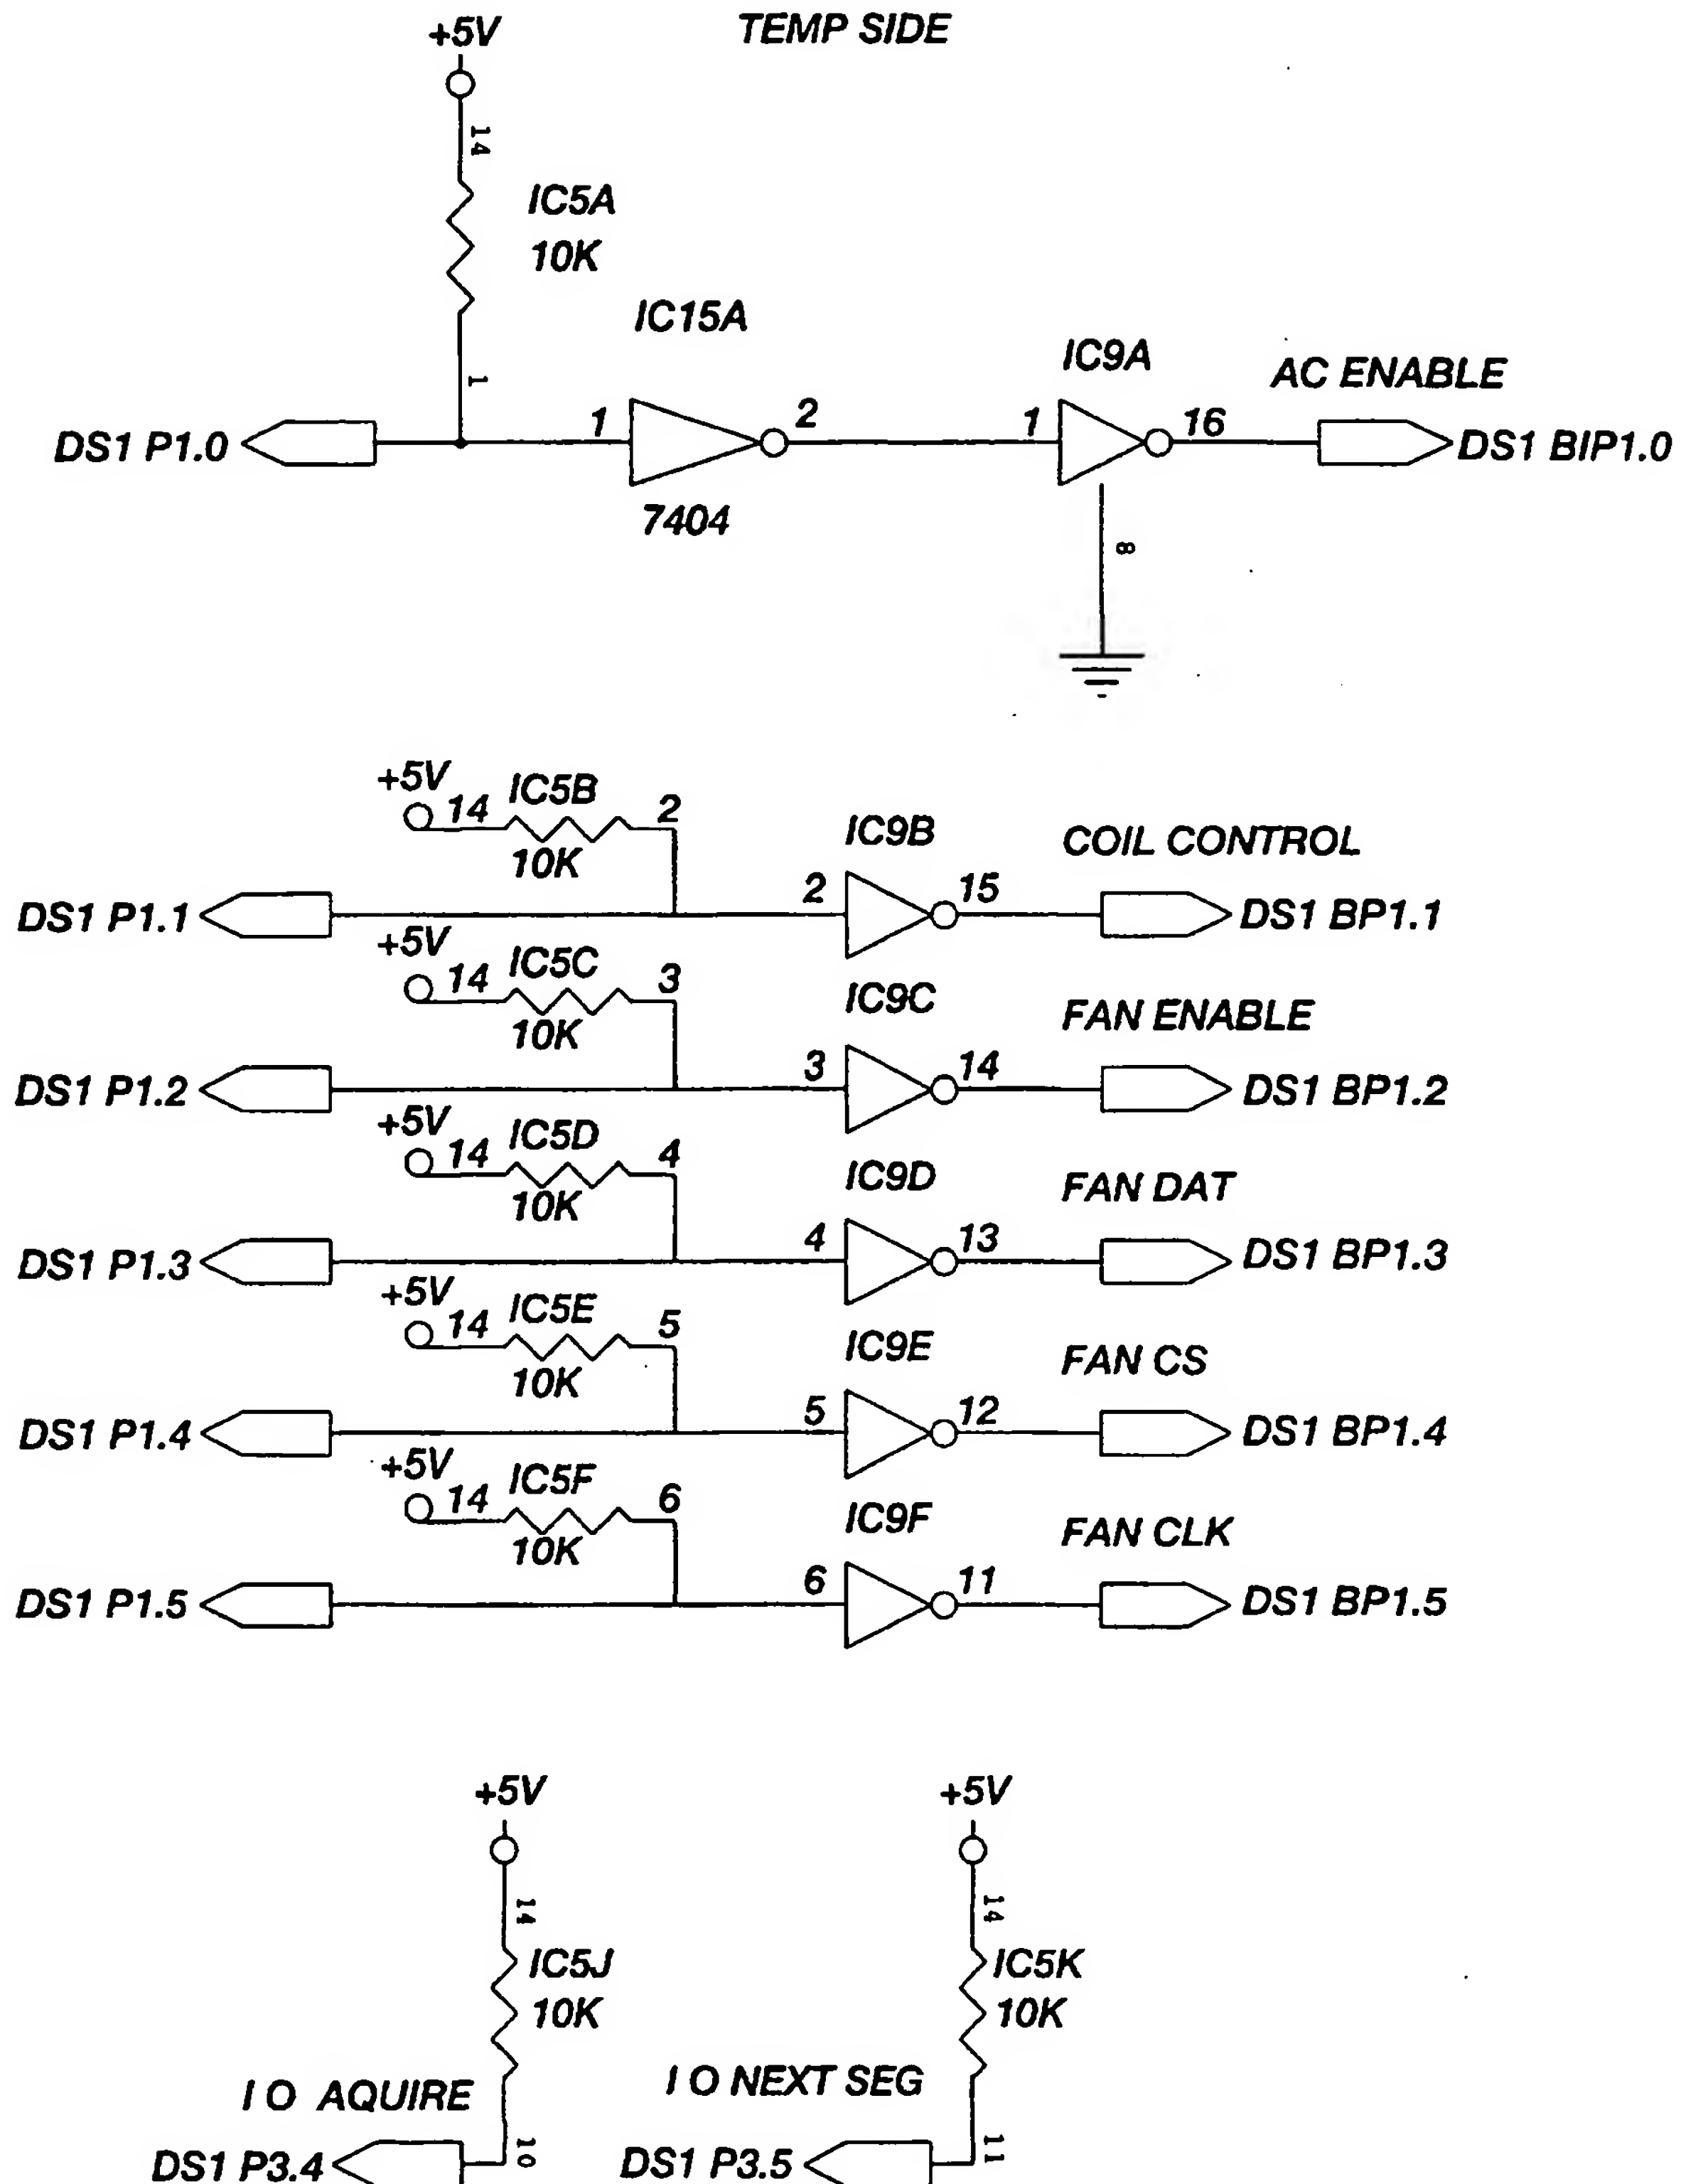 +5V
TEMP SIDE
14
IC5A
10K
IC15A
IC9A
AC ENABLE
1
DS1 P1.0
1
2
1
16
DS1 BIP1.0
7404
8
+5V
14
IC5B
2
10K
IC9B
COIL CONTROL
DS1 P1.1
2
15
DS1 BP1.1
+5V
14
IC5C
3
10K
IC9C
FAN ENABLE
DS1 P1.2
3
14
DS1 BP1.2
+5V
14
IC5D
4
10K
IC9D
FAN DAT
DS1 P1.3
4
13
DS1 BP1.3
+5V
14
IC5E
5
10K
IC9E
FAN CS
DS1 P1.4
5
12
DS1 BP1.4
+5V
14
IC5F
6
10K
IC9F
FAN CLK
DS1 P1.5
6
11
DS1 BP1.5
+5V
14
IC5J
10K
I O AQUIRE
10
DS1 P3.4
+5V
14
IC5K
10K
I O NEXT SEG
11
DS1 P3.5